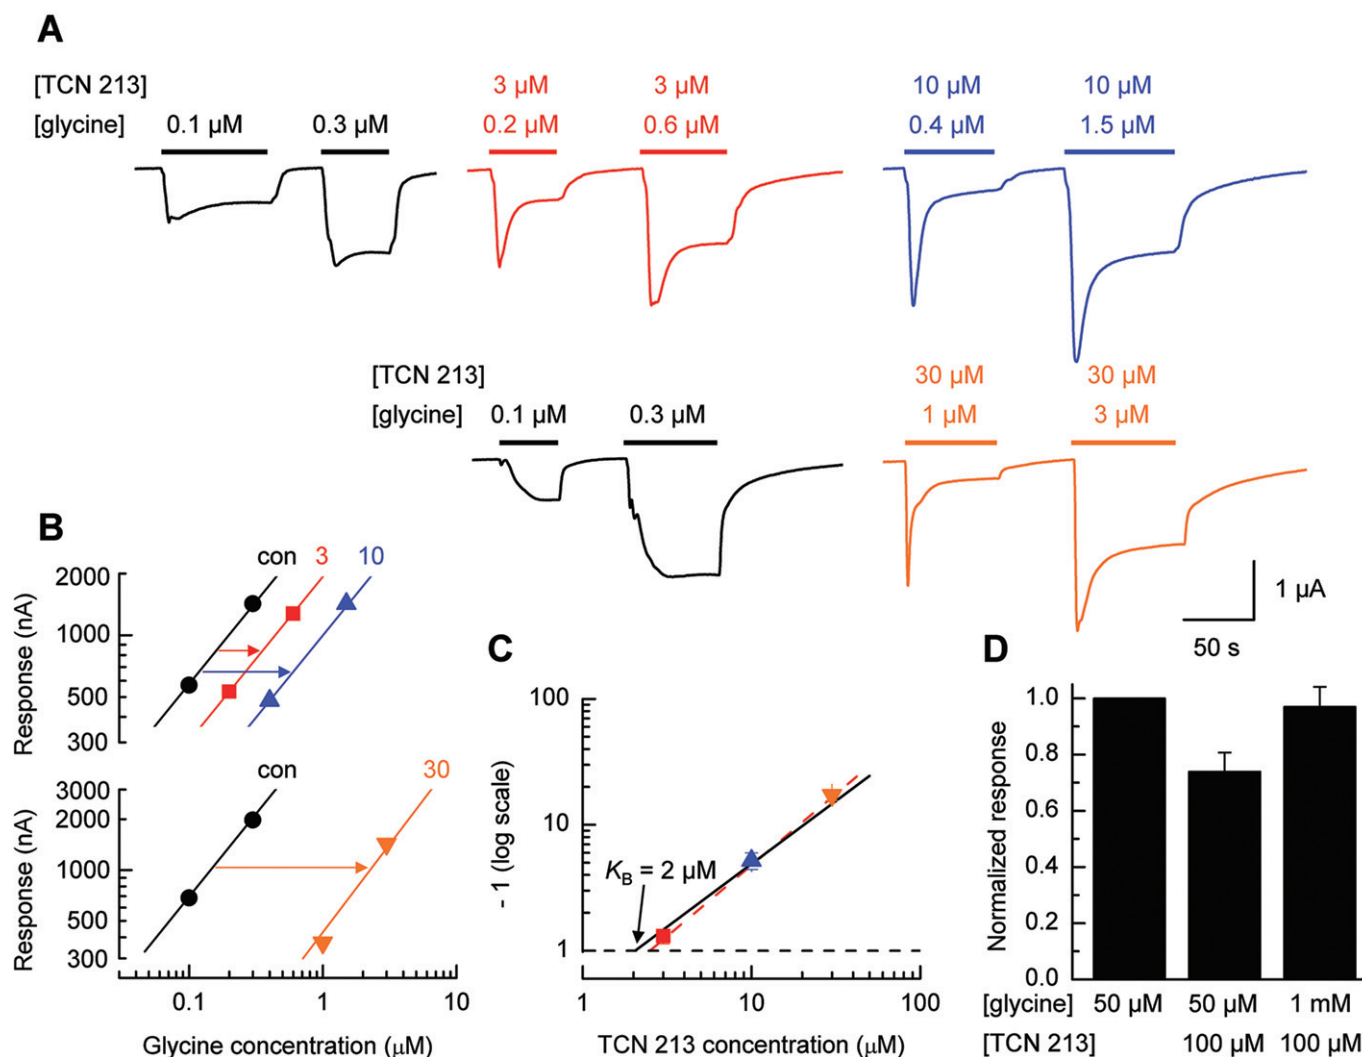 A
[TCN 213] 3 µM 3 µM 10 µM 10 µM
[glycine] 0.1 µM 0.3 µM 0.2 µM 0.6 µM 0.4 µM 1.5 µM
[TCN 213] 30 µM 30 µM
[glycine] 0.1 µM 0.3 µM 1 µM 3 µM
1 µA
50 s
B
con 3 10
2000
1000
500
300
Response (nA)
con 30
3000
2000
1000
500
300
Response (nA)
0.1 1 10
Glycine concentration (µM)
C
100
10
1
- 1 (log scale)
KB = 2 µM
1 10 100
TCN 213 concentration (µM)
D
1.0
0.8
0.6
0.4
0.2
0.0
Normalized response
[glycine] 50 µM 50 µM 1 mM
[TCN 213] 100 µM 100 µM